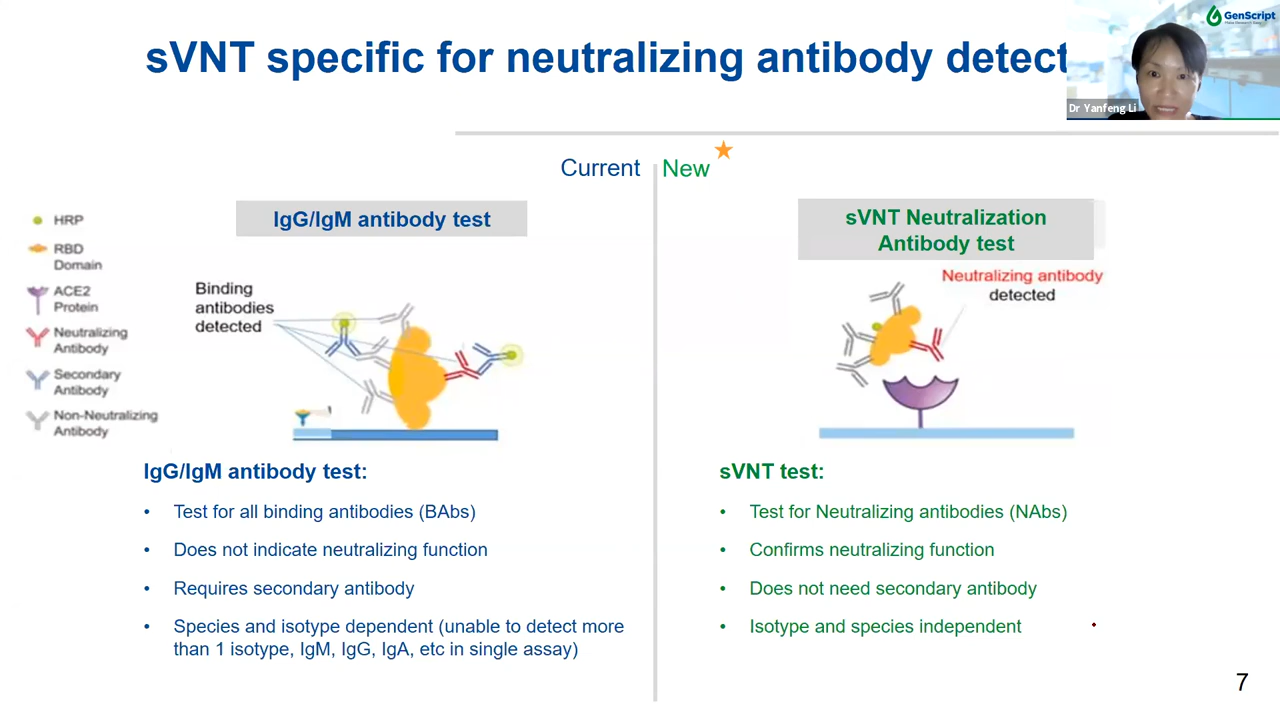 GenScript
sVNT specific for neutralizing antibody detect
Dr Yanfeng Li
Current
New
HRP
RBD
Domain
ACE2
Protein
Neutralizing
Antibody
Secondary
Antibody
Non-Neutralizing
Antibody
IgG/IgM antibody test
Binding
antibodies
detected
IgG/IgM antibody test:
• Test for all binding antibodies (BAbs)
• Does not indicate neutralizing function
• Requires secondary antibody
• Species and isotype dependent (unable to detect more
than 1 isotype, IgM, IgG, IgA, etc in single assay)
sVNT Neutralization
Antibody test
Neutralizing antibody
detected
sVNT test:
• Test for Neutralizing antibodies (NAbs)
• Confirms neutralizing function
• Does not need secondary antibody
• Isotype and species independent
7